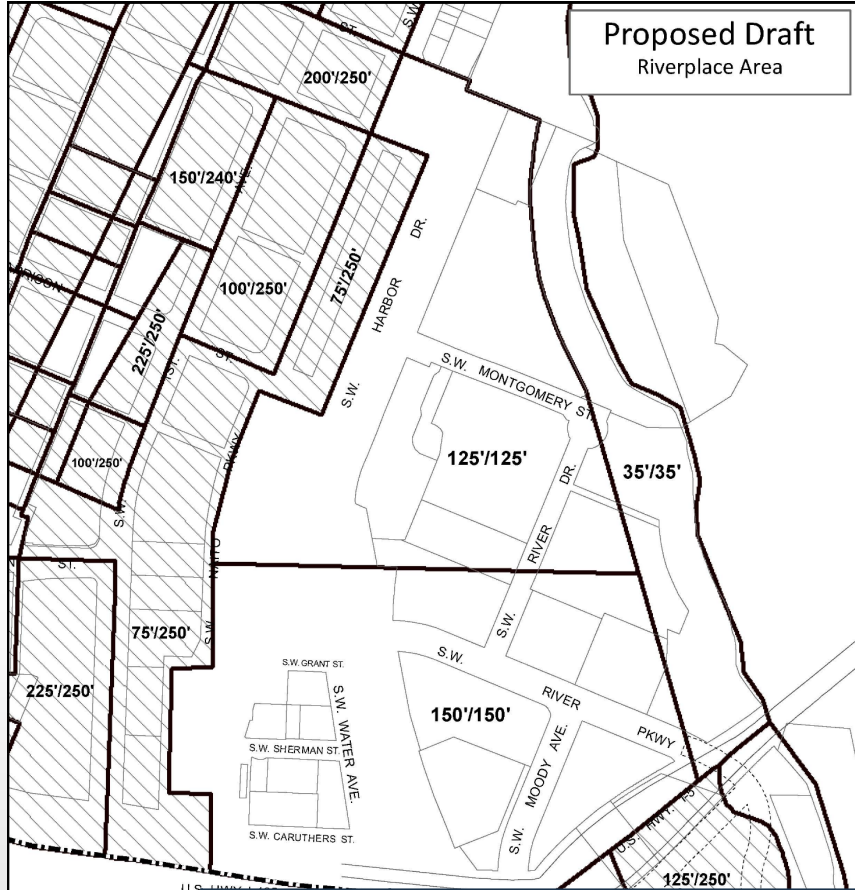 Proposed Draft
Riverplace Area
S.W.
ST.
200'/250'
150'/240'
AVE.
DR.
100'/250'
75'/250'
HARBOR
225'/250'
ST.
S.W.
S.W. MONTGOMERY ST.
PKWY
125'/125'
100'/250'
35'/35'
DR.
S.W.
RIVER
NAITO
ST.
S.W.
75'/250'
S.W.
S.W. GRANT ST.
S.W.
225'/250'
S.W. WATER AVE.
RIVER
150'/150'
PKWY
S.W. SHERMAN ST.
S.W. MOODY AVE.
S.W. CARUTHERS ST.
U.S. HWY.
125'/250'